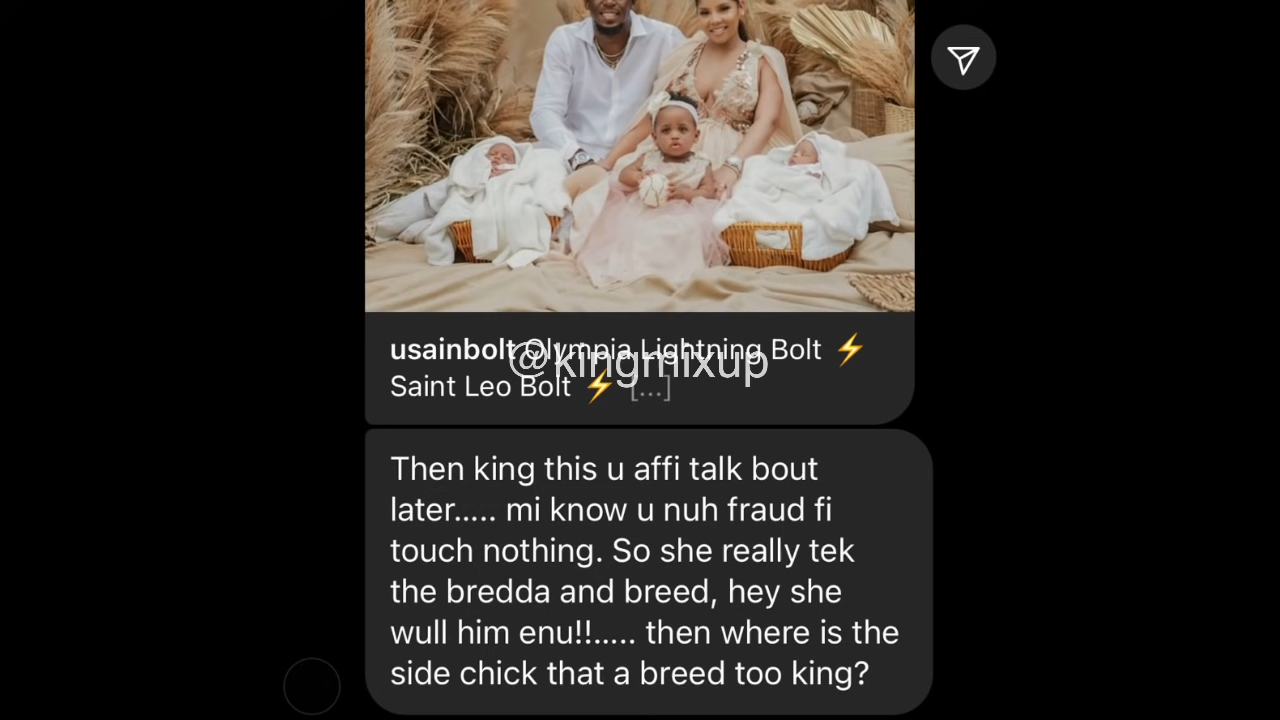 usainbolt Olympia Lightning Bolt ⚡
@kingmixup
Saint Leo Bolt ⚡ [...]
Then king this u affi talk bout
later..... mi know u nuh fraud fi
touch nothing. So she really tek
the bredda and breed, hey she
wull him enu!!..... then where is the
side chick that a breed too king?